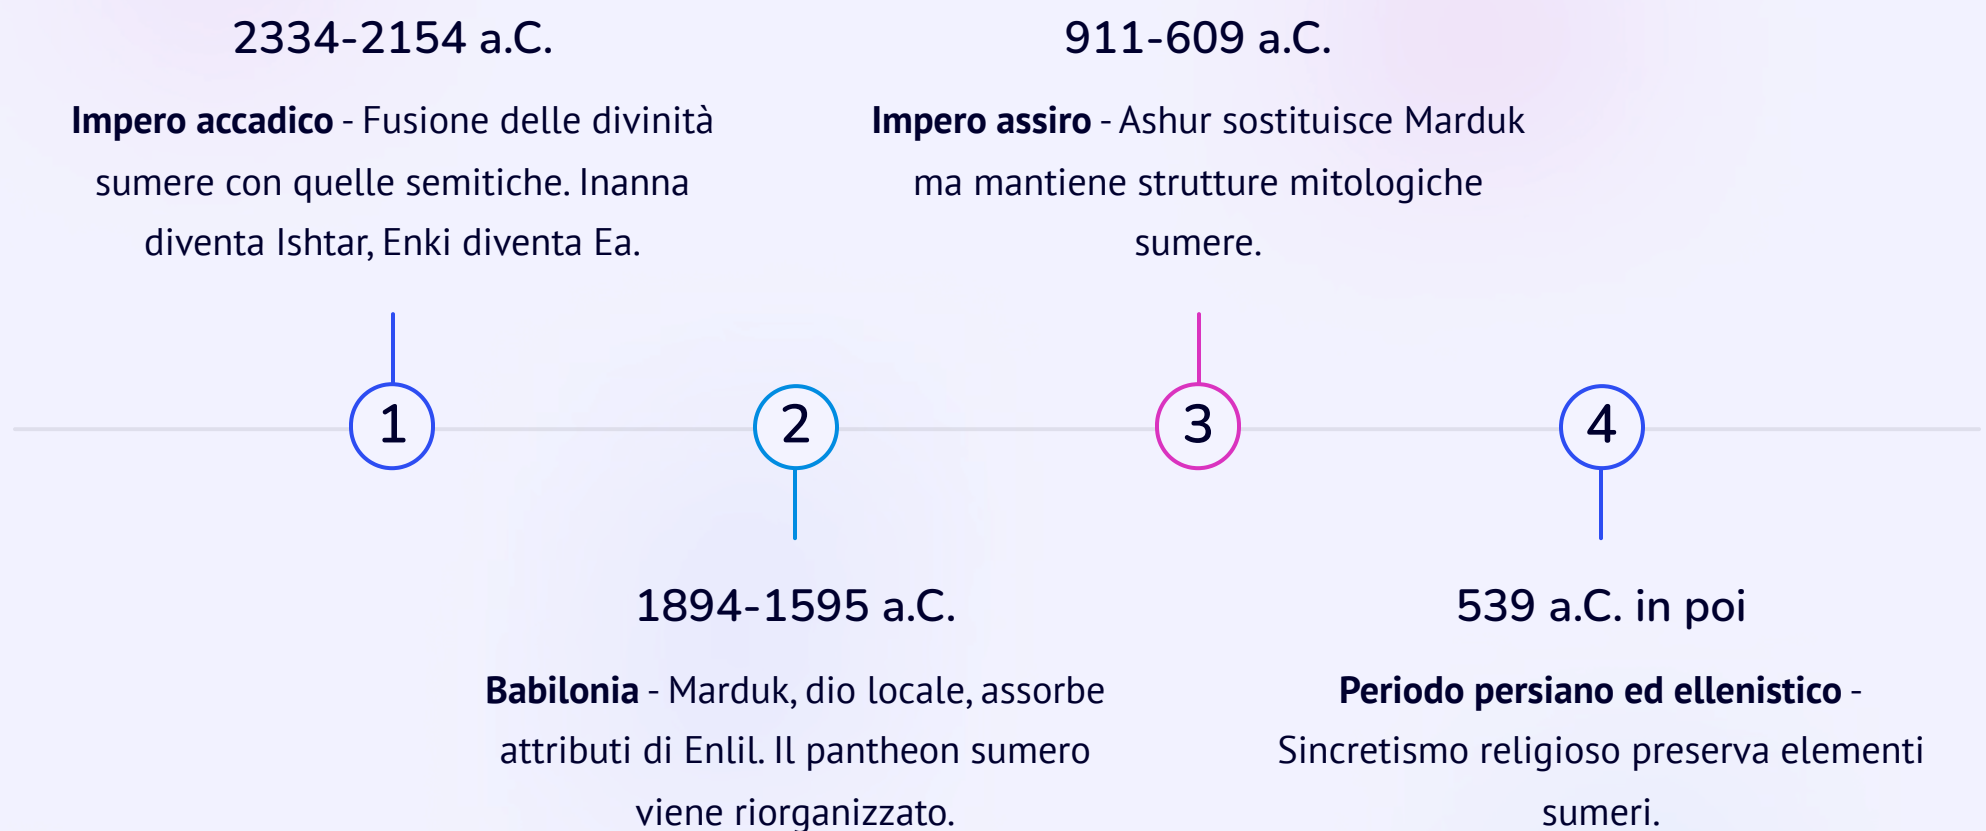 2334-2154 a.C.
Impero accadico - Fusione delle divinità
sumere con quelle semitiche. Inanna
diventa Ishtar, Enki diventa Ea.
1
2
1894-1595 a.C.
Babilonia - Marduk, dio locale, assorbe
attributi di Enlil. Il pantheon sumero
viene riorganizzato.
911-609 a.C.
Impero assiro - Ashur sostituisce Marduk
ma mantiene strutture mitologiche
sumere.
3
4
539 a.C. in poi
Periodo persiano ed ellenistico -
Sincretismo religioso preserva elementi
sumeri.